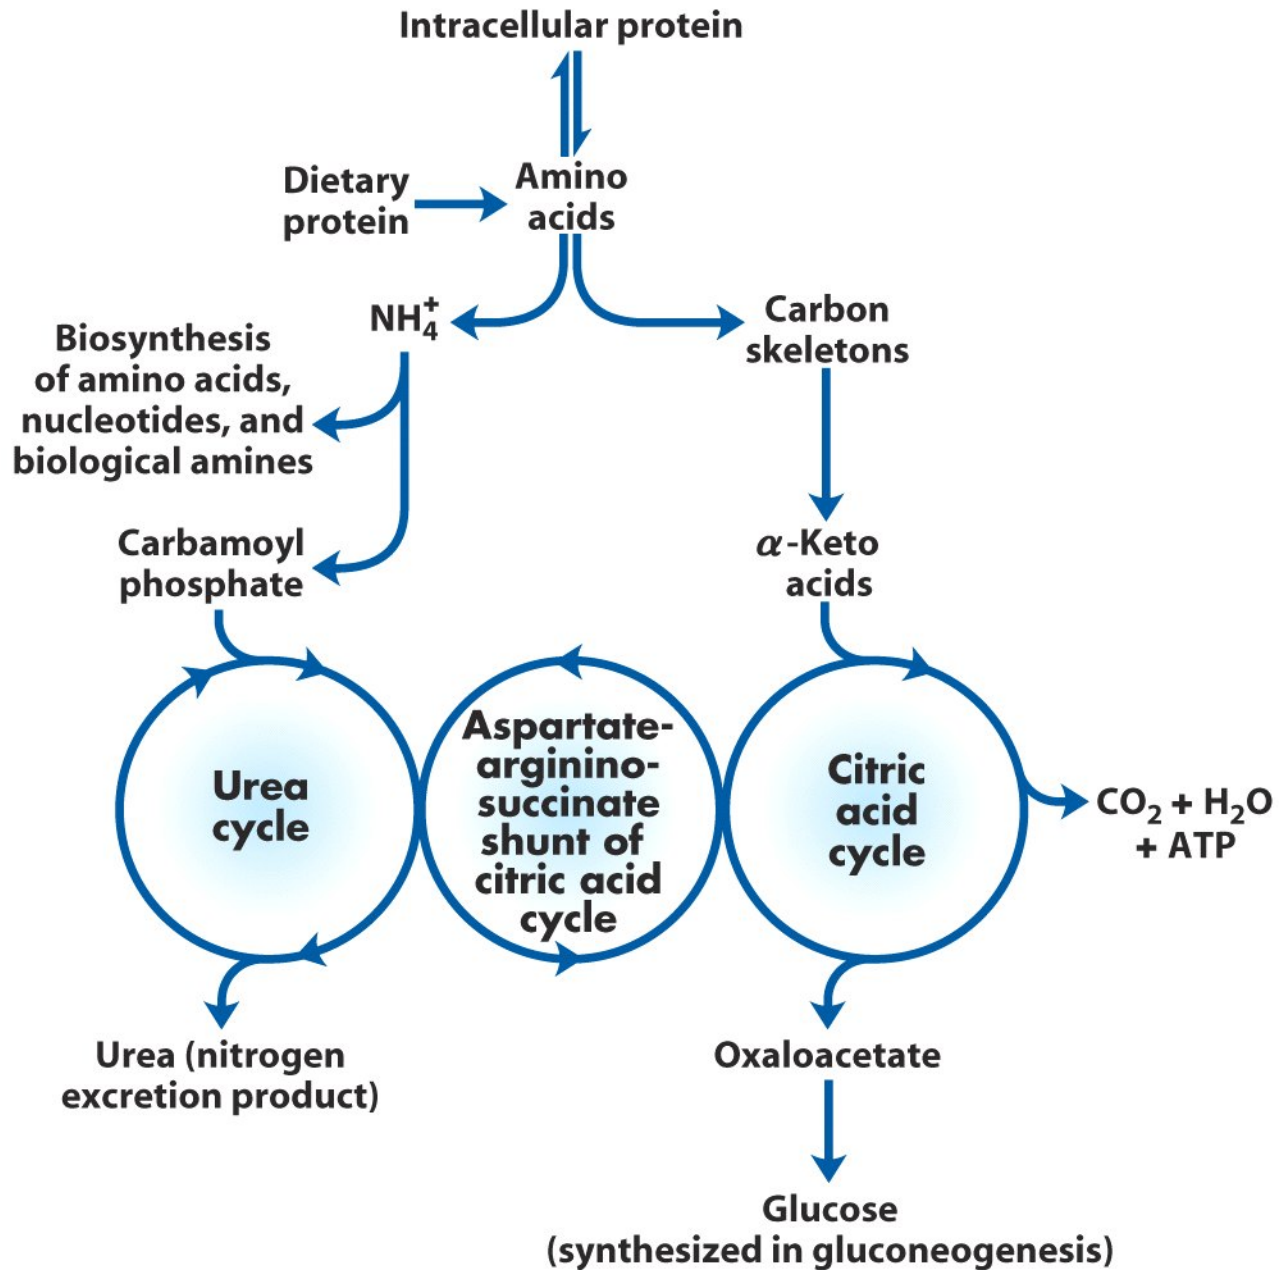 Intracellular protein
Dietary
protein
Amino
acids
NH₄⁺
Carbon
skeletons
Biosynthesis
of amino acids,
nucleotides, and
biological amines
Carbamoyl
phosphate
α-Keto
acids
Urea
cycle
Aspartate-
arginino-
succinate
shunt of
citric acid
cycle
Citric
acid
cycle
CO₂ + H₂O
+ ATP
Urea (nitrogen
excretion product)
Oxaloacetate
Glucose
(synthesized in gluconeogenesis)